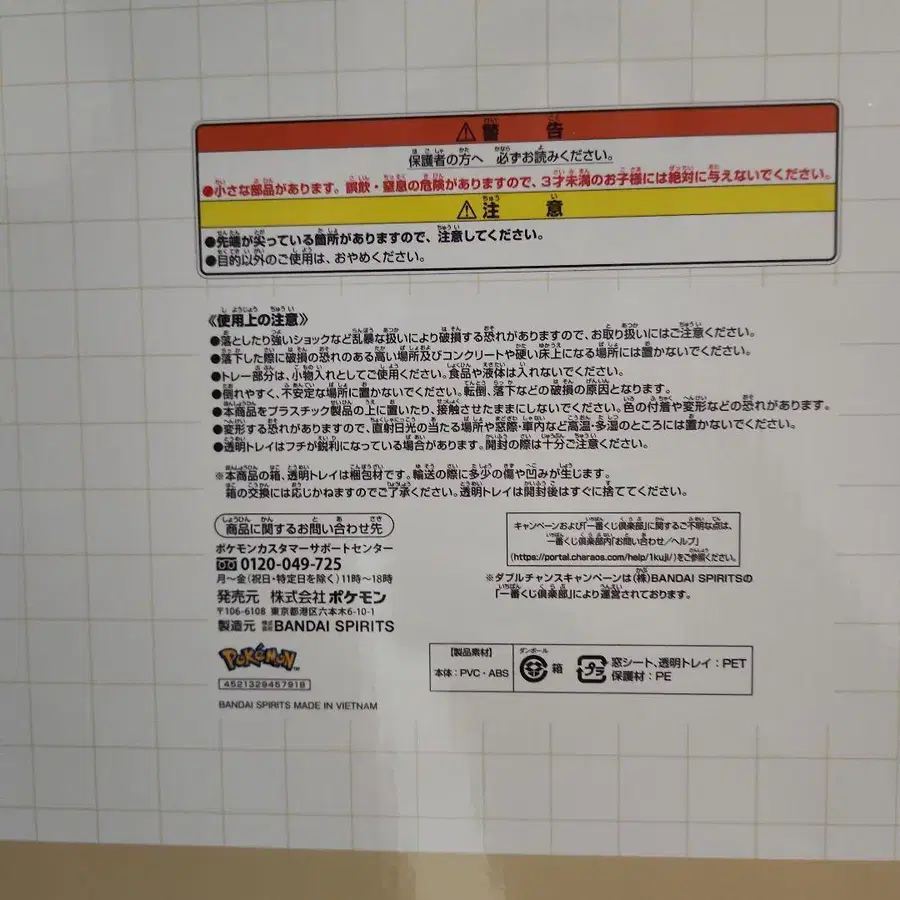 ⚠警告
保護者の方へ 必ずお読みください。
●小さな部品があります。誤飲・窒息の危険がありますので、3才未満のお子様には絶対に与えないでください。
⚠注意
●先端が尖っている箇所がありますので、注意してください。
●目的以外のご使用は、おやめください。
《使用上の注意》
●落としたり強いショックなど乱暴な扱いにより破損する恐れがありますので、お取り扱いにはご注意ください。
●落下した際に破損の恐れのある高い場所及びコンクリートや硬い床上になる場所には置かないでください。
●トレー部分は、小物入れとしてご使用ください。食品や液体は入れないでください。
●倒れやすく、不安定な場所に置かないでください。転倒、落下などの破損の原因となります。
●本商品をプラスチック製品の上に置いたり、接触させたままにしないでください。色の付着や変形などの恐れがあります。
●変形する恐れがありますので、直射日光の当たる場所や窓際・車内など高温・多湿のところには置かないでください。
●透明トレイはフチが鋭利になっている場合があります。開封の際は十分ご注意ください。
※本商品の箱、透明トレイは梱包材です。輸送の際に多少の傷や凹みが生じます。
箱の交換には応じかねますのでご了承ください。透明トレイは開封後はすぐに捨ててください。
商品に関するお問い合わせ先
ポケモンカスタマーサポートセンター
0120-049-725
月〜金(祝日・特定日を除く)11時〜18時
発売元 株式会社ポケモン
〒106-6108 東京都港区六本木6-10-1
製造元 株式会社BANDAI SPIRITS
キャンペーンおよび「一番くじ倶楽部」に関するご不明な点は、
一番くじ倶楽部内「お問い合わせ/ヘルプ」
(https://portal.charaos.com/help/1kuji/)をご参照ください。
※ダブルチャンスキャンペーンは(株)BANDAI SPIRITSの
「一番くじ倶楽部」により運営されております。
POKÉMON™
4521329457918
BANDAI SPIRITS MADE IN VIETNAM
【製品素材】
本体:PVC・ABS
ダンボール
箱
プラ
窓シート、透明トレイ:PET
保護材:PE